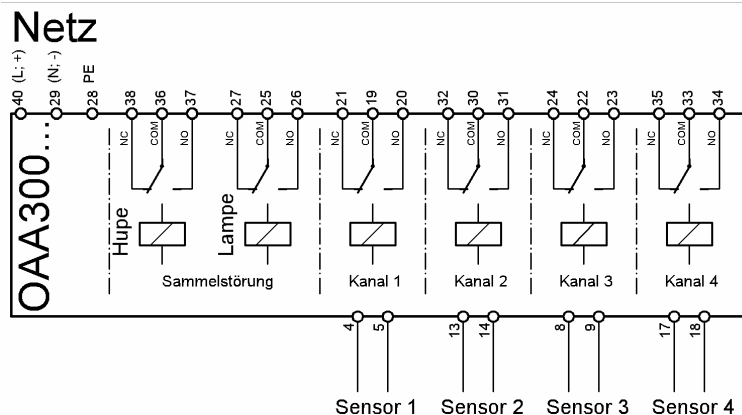 Netz
40 (L; +)
29 (N; -)
28 PE
38 36 37 27 25 26 21 19 20 32 30 31 24 22 23 35 33 34
NC COM NO NC COM NO NC COM NO NC COM NO NC COM NO NC COM NO
OAA300...
Hupe
Lampe
Sammelstörung Kanal 1 Kanal 2 Kanal 3 Kanal 4
4 5 13 14 8 9 17 18
Sensor 1 Sensor 2 Sensor 3 Sensor 4